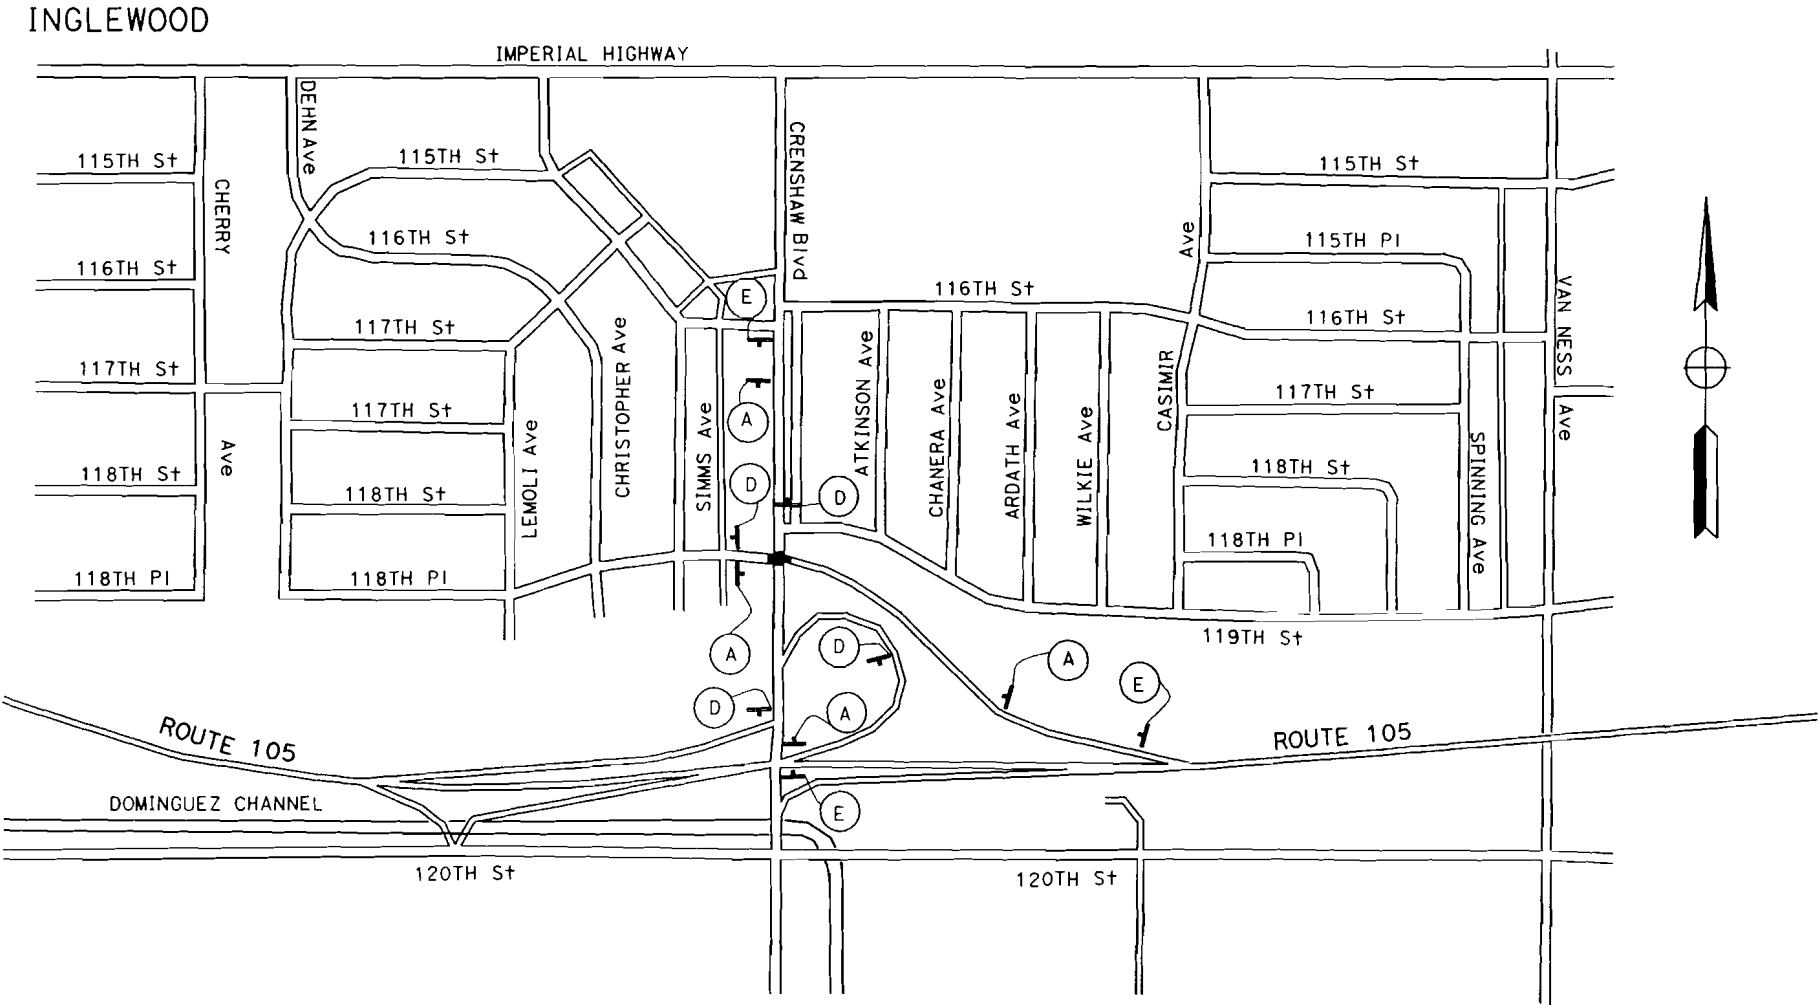 INGLEWOOD
IMPERIAL HIGHWAY
DEHN Ave
CRENSHAW Blvd
115TH St
115TH St
115TH St
CHERRY
Ave
116TH St
116TH St
Ave
115TH Pl
116TH St
E
116TH St
VAN NESS
Ave
117TH St
117TH St
CHRISTOPHER Ave
ATKINSON Ave
CASIMIR
117TH St
117TH St
A
CHANERA Ave
ARDATH Ave
WILKIE Ave
117TH St
LEMOLI Ave
SIMMS Ave
SPINNING Ave
118TH St
118TH St
D
D
118TH St
118TH Pl
118TH Pl
118TH Pl
119TH St
A
D
A
E
D
A
ROUTE 105
ROUTE 105
DOMINGUEZ CHANNEL
E
120TH St
120TH St